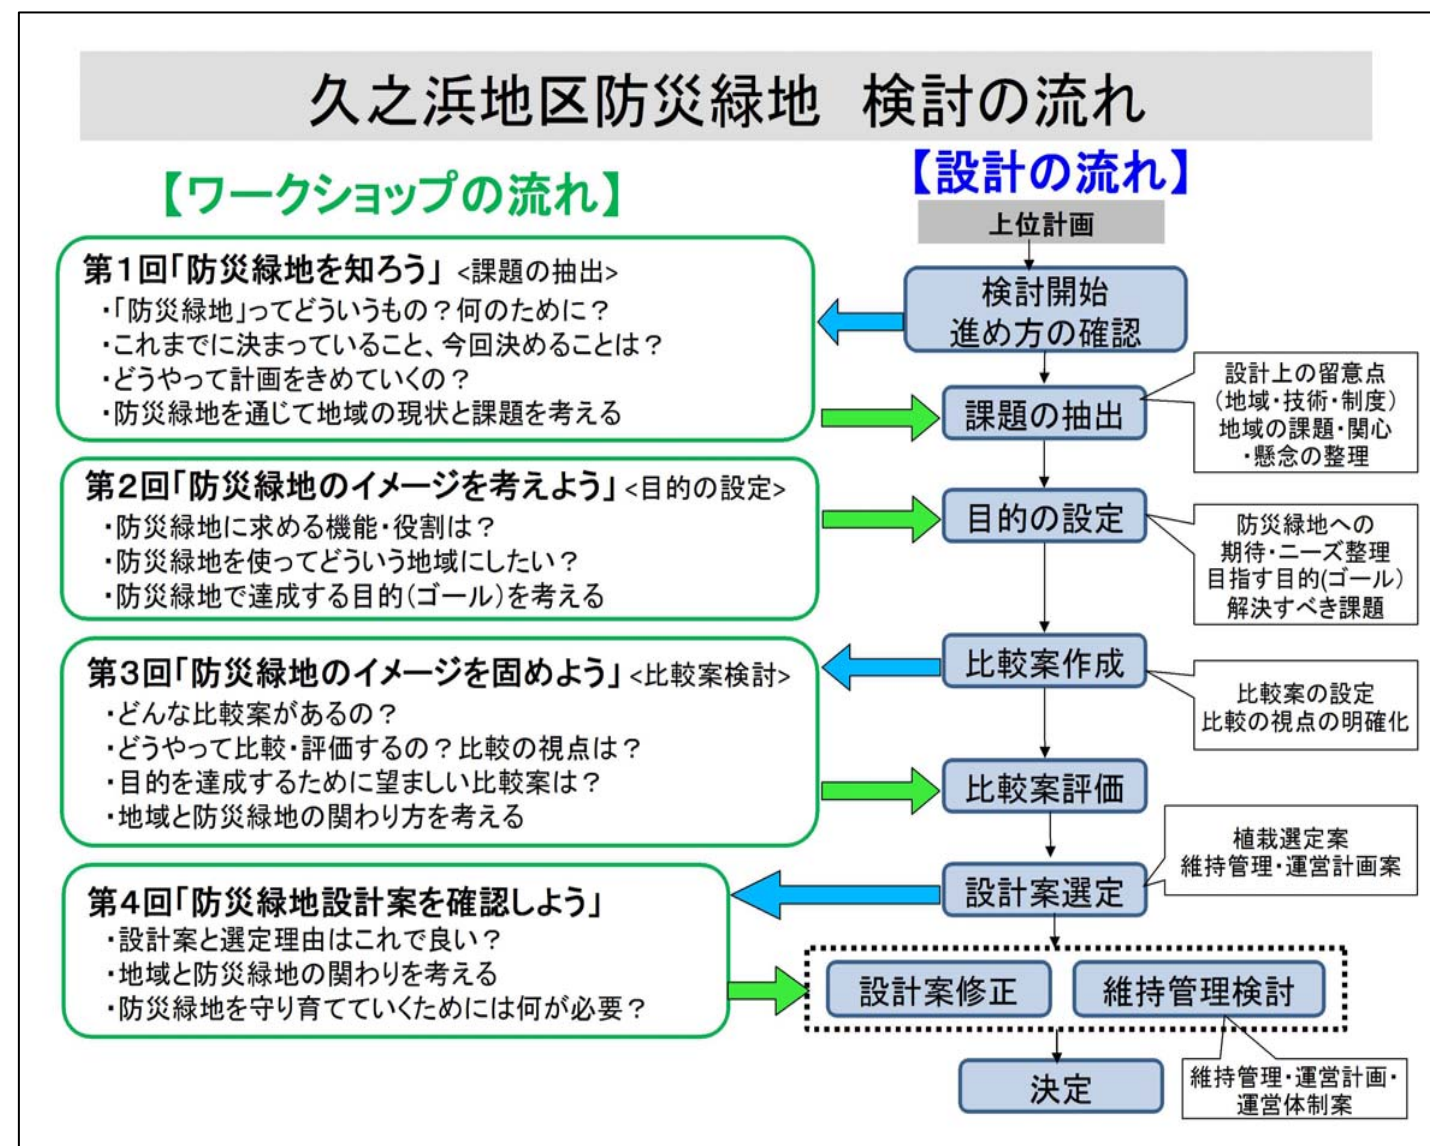 久之浜地区防災緑地　検討の流れ
【ワークショップの流れ】
第１回「防災緑地を知ろう」 <課題の抽出>
・「防災緑地」ってどういうもの？何のために？
・これまでに決まっていること、今回決めることは？
・どうやって計画をきめていくの？
・防災緑地を通じて地域の現状と課題を考える
第２回「防災緑地のイメージを考えよう」 <目的の設定>
・防災緑地に求める機能・役割は？
・防災緑地を使ってどういう地域にしたい？
・防災緑地で達成する目的（ゴール）を考える
第３回「防災緑地のイメージを固めよう」 <比較案検討>
・どんな比較案があるの？
・どうやって比較・評価するの？比較の視点は？
・目的を達成するために望ましい比較案は？
・地域と防災緑地の関わり方を考える
第４回「防災緑地設計案を確認しよう」
・設計案と選定理由はこれで良い？
・地域と防災緑地の関わりを考える
・防災緑地を守り育てていくためには何が必要？
【設計の流れ】
上位計画
検討開始
進め方の確認
課題の抽出
設計上の留意点
（地域・技術・制度）
地域の課題・関心
・懸念の整理
目的の設定
防災緑地への
期待・ニーズ整理
目指す目的(ゴール）
解決すべき課題
比較案作成
比較案の設定
比較の視点の明確化
比較案評価
設計案選定
植栽選定案
維持管理・運営計画案
設計案修正
維持管理検討
維持管理・運営計画・
運営体制案
決定